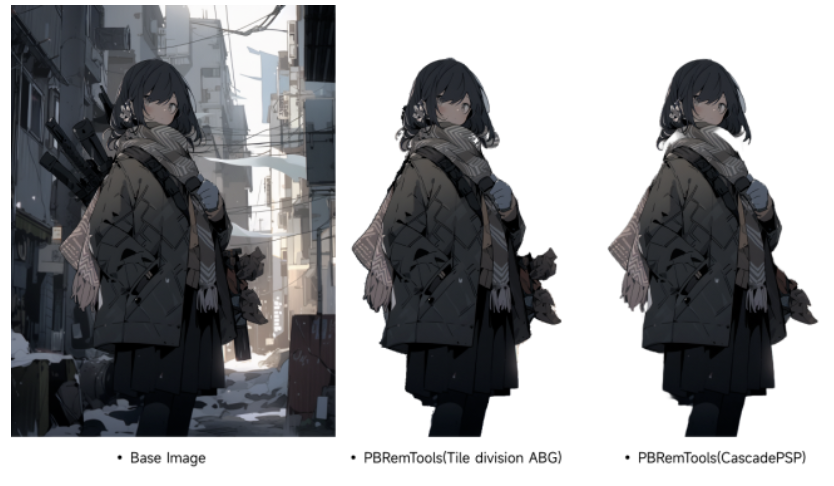 • Base Image
• PBRemTools(Tile division ABG)
• PBRemTools(CascadePSP)